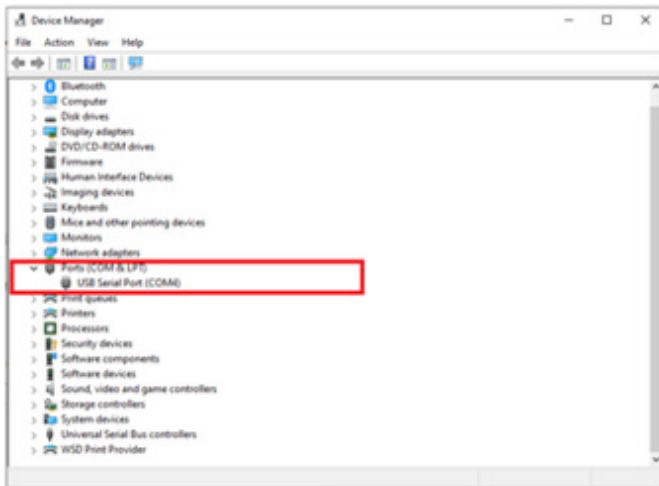 Device Manager
File Action View Help
Bluetooth
Computer
Disk drives
Display adapters
DVD/CD-ROM drives
Firmware
Human Interface Devices
Imaging devices
Keyboards
Mice and other pointing devices
Monitors
Network adapters
Ports (COM & LPT)
USB Serial Port (COM4)
Print queues
Printers
Processors
Security devices
Software components
Software devices
Sound, video and game controllers
Storage controllers
System devices
Universal Serial Bus controllers
WSD Print Provider